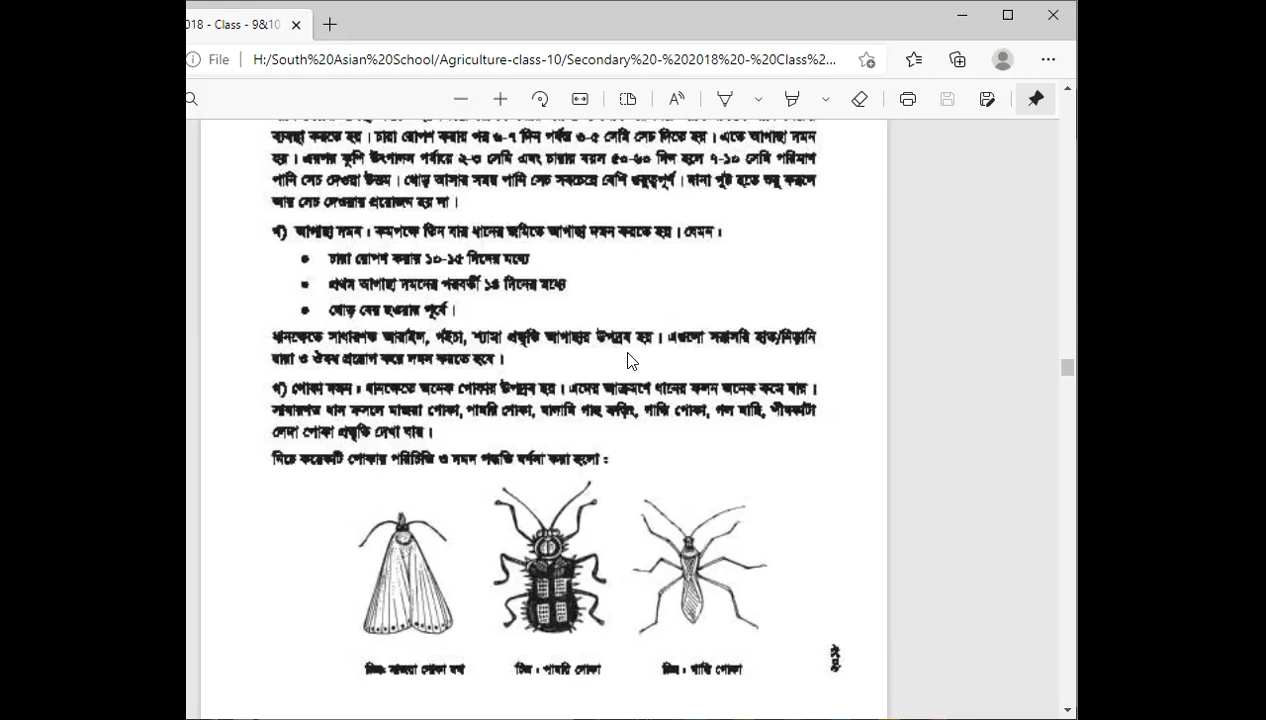 018 - Class - 9&10
File
H:/South%20Asian%20School/Agriculture-class-10/Secondary%20-%202018%20-%20Class%2...
ব্যবস্থা করতে হয়। চারা রোপণ করার পর ৬-৭ দিন পর্যন্ত ৩-৫ সেমি সেচ দিতে হয়। এতে আগাছা দমন
হয়। এরপর কুশি উৎপাদন পর্যায়ে ২-৩ সেমি এবং চারার বয়স ৫০-৬০ দিন হলে ৭-১০ সেমি পরিমাণ
পানি সেচ দেওয়া উত্তম। থোড় আসার সময় পানি সেচ সবচেয়ে বেশি গুরুত্বপূর্ণ। দানা পুষ্ট হতে শুরু করলে
আর সেচ দেওয়ার প্রয়োজন হয় না।
গ) আগাছা দমন : কমপক্ষে তিন বার ধানের জমিতে আগাছা দমন করতে হয়। যেমন :
• চারা রোপণ করার ১০-১৫ দিনের মধ্যে
• প্রথম আগাছা দমনের পরবর্তী ১৪ দিনের মধ্যে
• থোড় বের হওয়ার পূর্বে।
ধানক্ষেতে সাধারণত আরাইল, গইচা, শ্যামা প্রভৃতি আগাছার উপদ্রব হয়। এগুলো সরাসরি হাত/নিড়ানি
দ্বারা ও ঔষধ প্রয়োগ করে দমন করতে হবে।
ঘ) পোকা দমন : ধানক্ষেতে অনেক পোকার উপদ্রব হয়। এদের আক্রমণে ধানের ফলন অনেক কমে যায়।
সাধারণত ধান ফসলে মাজরা পোকা, পামরি পোকা, বাদামি গাছ ফড়িং, গান্ধি পোকা, গল মাছি, শীষকাটা
লেদা পোকা প্রভৃতি দেখা যায়।
নিচে কয়েকটি পোকার পরিচিতি ও দমন পদ্ধতি বর্ণনা করা হলো :
চিত্র: মাজরা পোকা মথ
চিত্র : পামরি পোকা
চিত্র : গান্ধি পোকা